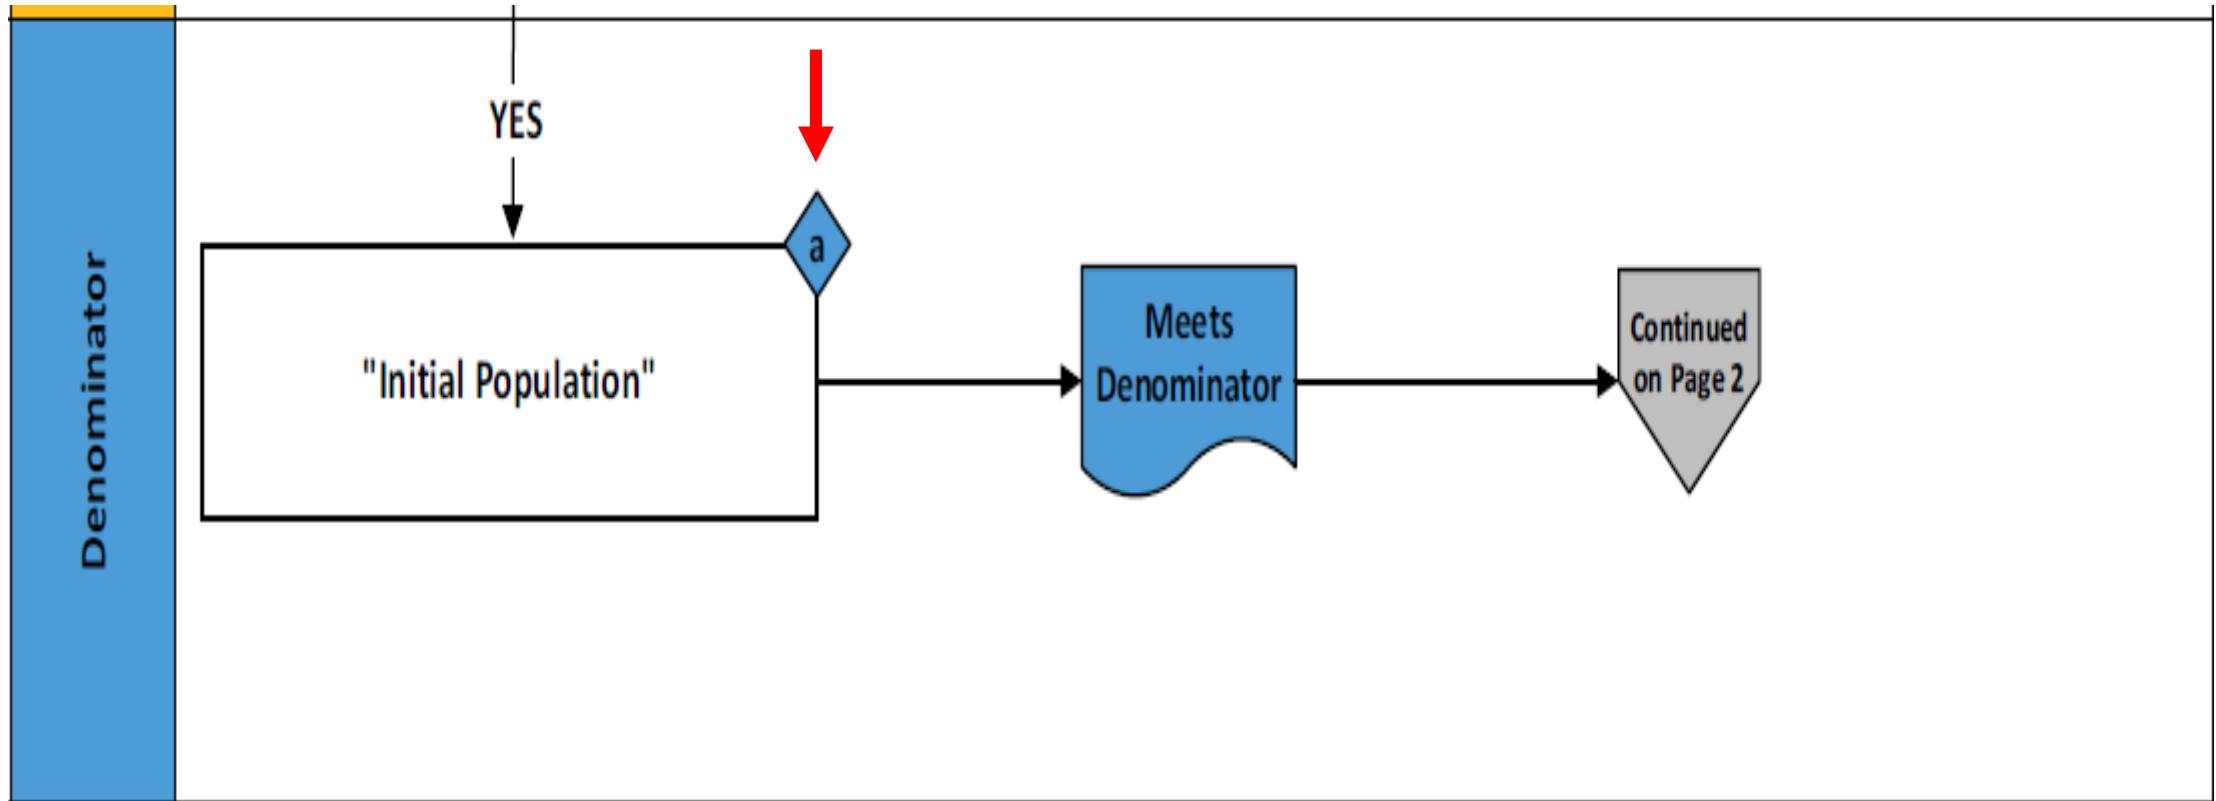 Denominator
YES
a
"Initial Population"
Meets
Denominator
Continued
on Page 2